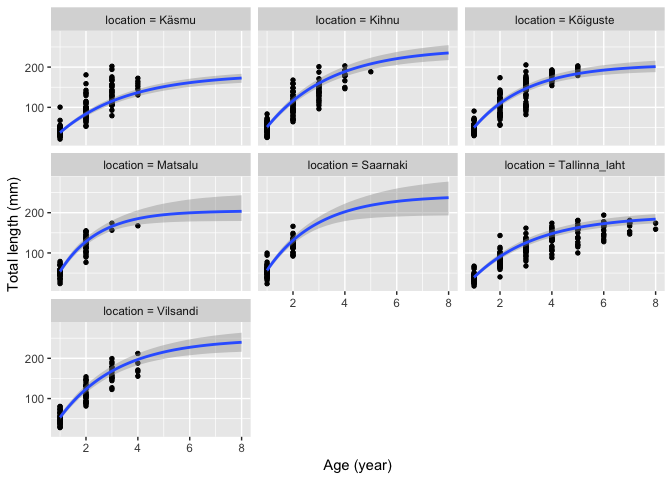 location = Käsmu
location = Kihnu
location = Kõiguste
200
100
location = Matsalu
location = Saarnaki
location = Tallinna_laht
200
100
2
4
6
8
2
4
6
8
location = Vilsandi
200
100
2
4
6
8
Total length (mm)
Age (year)